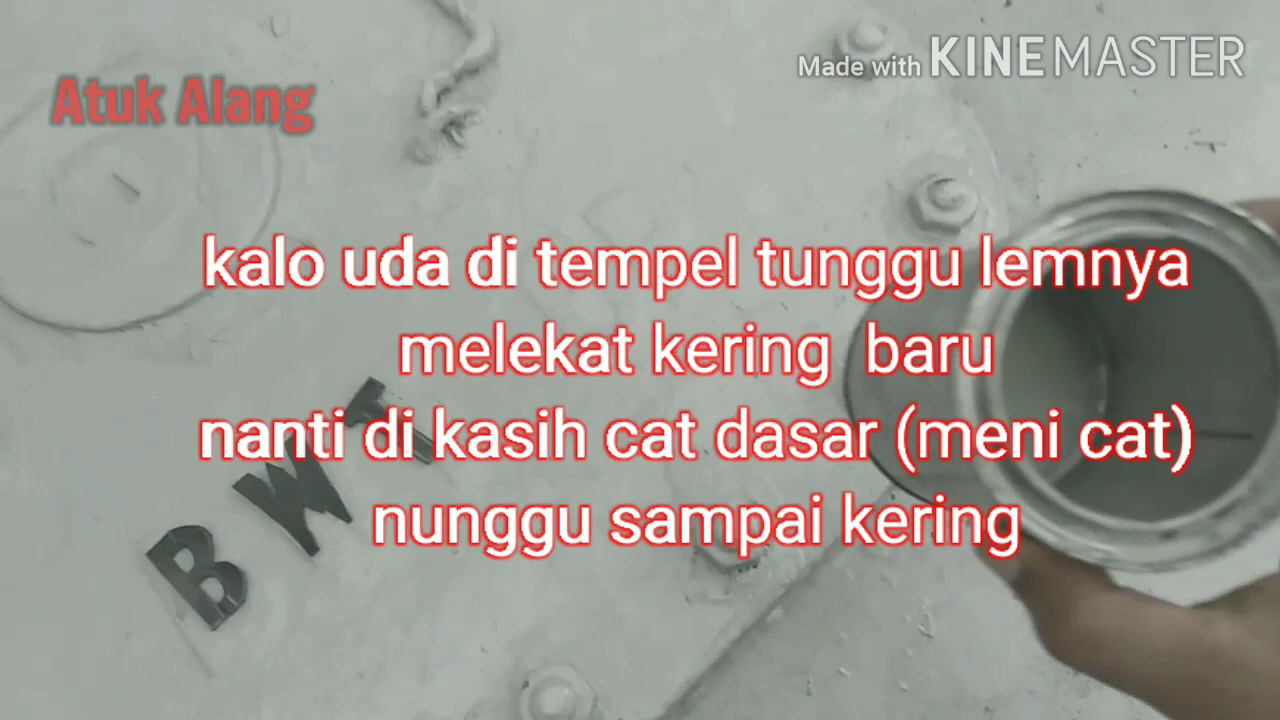 Made with KINEMASTER
Atuk Alang
kalo uda di tempel tunggu lemnya
melekat kering baru
nanti di kasih cat dasar (meni cat)
nunggu sampai kering
B W T